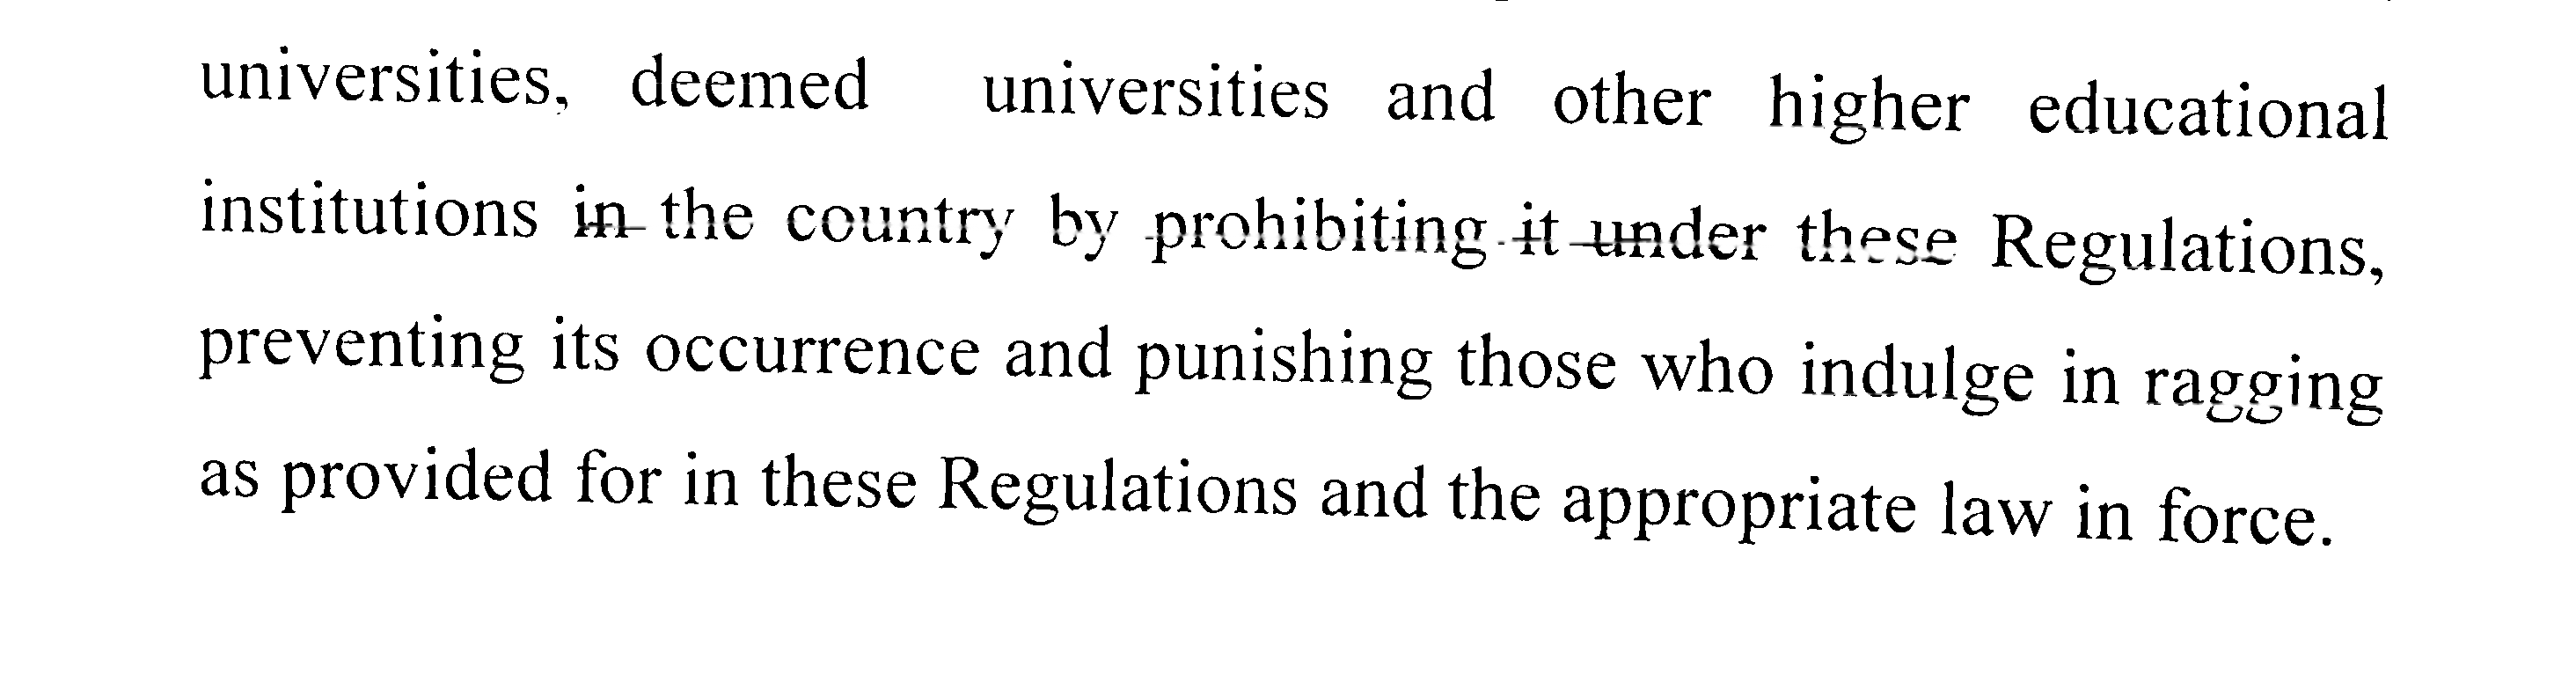 universities, deemed universities and other higher educational
institutions in the country by prohibiting it under these Regulations,
preventing its occurrence and punishing those who indulge in ragging
as provided for in these Regulations and the appropriate law in force.